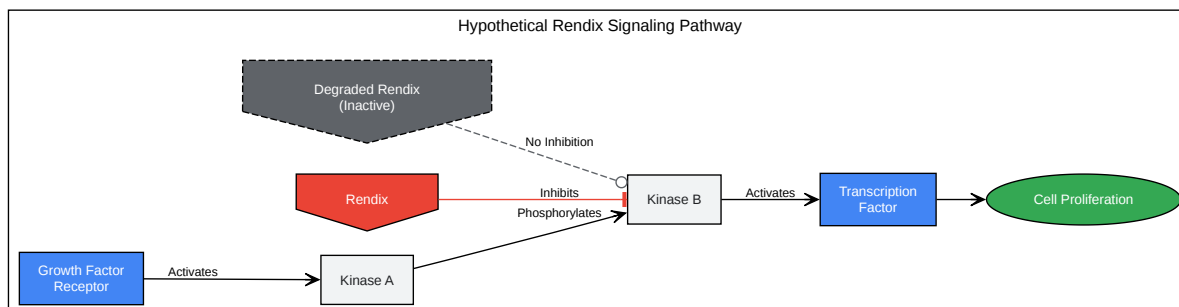 Hypothetical Rendix Signaling Pathway
Degraded Rendix
(Inactive)
No Inhibition
Rendix
Inhibits
Phosphorylates
Kinase B
Activates
Transcription
Factor
Cell Proliferation
Growth Factor
Receptor
Activates
Kinase A